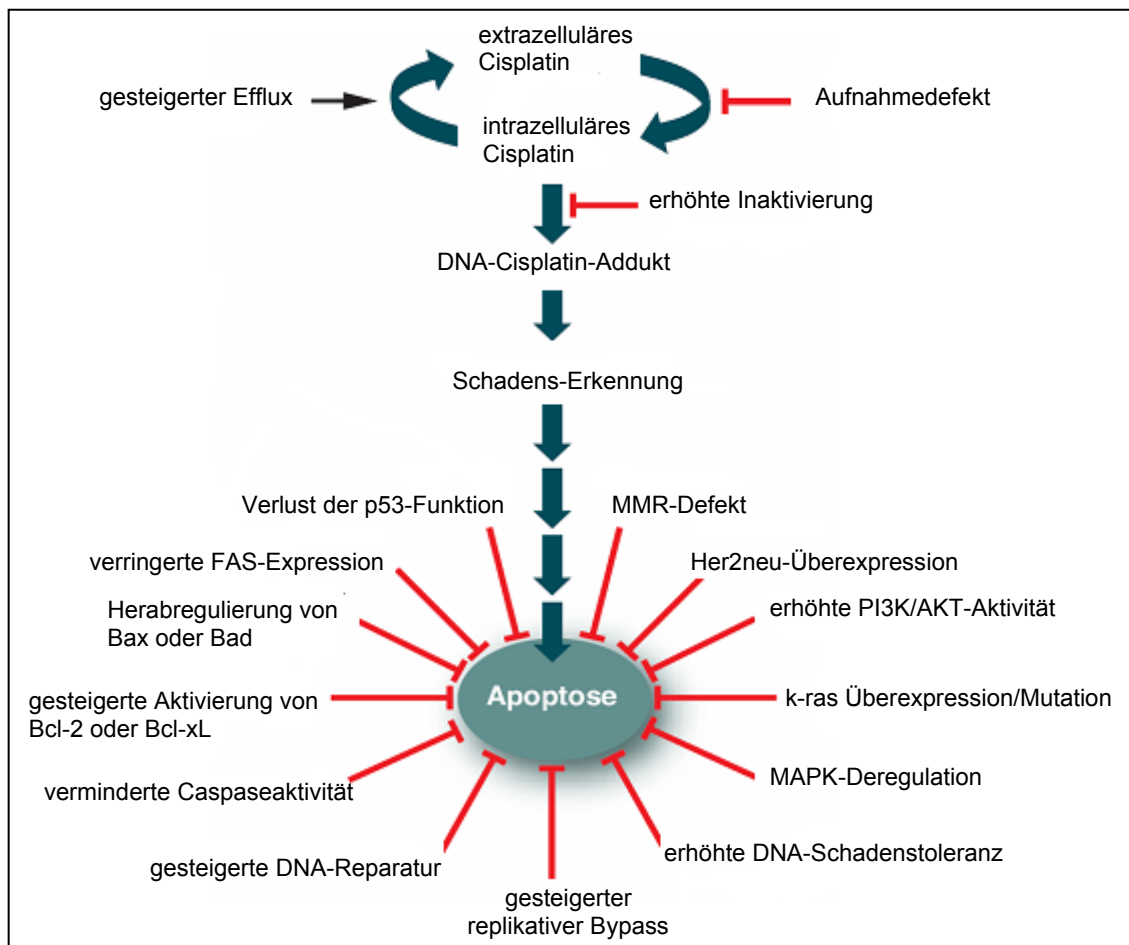 extrazelluläres
Cisplatin
gesteigerter Efflux
Aufnahmedefekt
intrazelluläres
Cisplatin
erhöhte Inaktivierung
DNA-Cisplatin-Addukt
Schadens-Erkennung
Verlust der p53-Funktion
MMR-Defekt
verringerte FAS-Expression
Her2neu-Überexpression
Herabregulierung von
Bax oder Bad
erhöhte PI3K/AKT-Aktivität
Apoptose
gesteigerte Aktivierung von
Bcl-2 oder Bcl-xL
k-ras Überexpression/Mutation
verminderte Caspaseaktivität
MAPK-Deregulation
gesteigerte DNA-Reparatur
erhöhte DNA-Schadenstoleranz
gesteigerter
replikativer Bypass